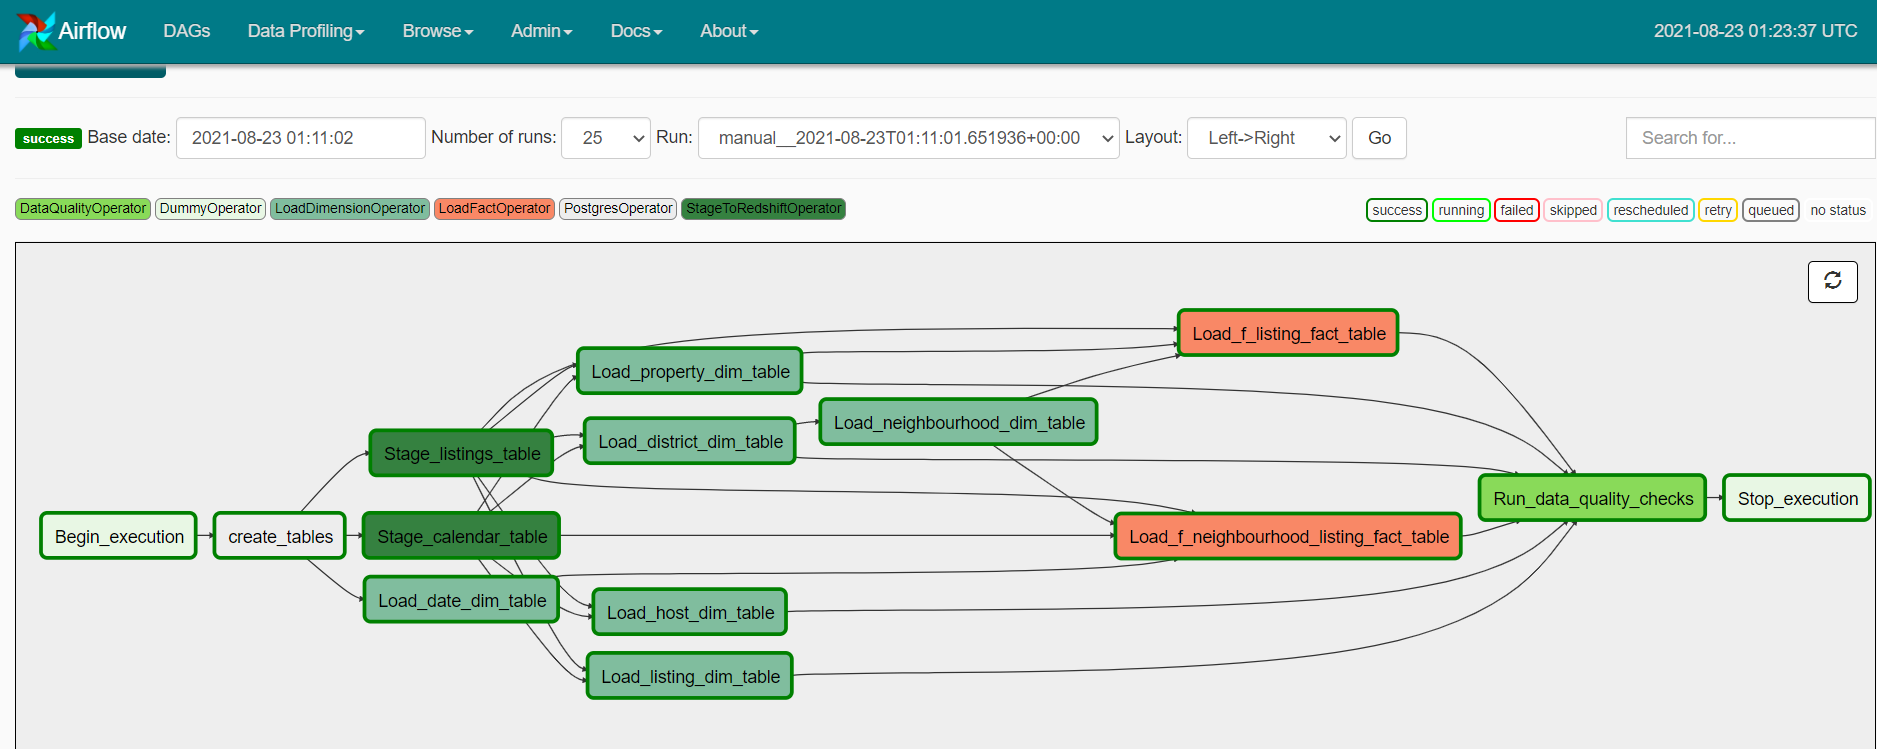 Airflow DAGs Data Profiling Browse Admin Docs About 2021-08-23 01:23:37 UTC
success Base date: 2021-08-23 01:11:02 Number of runs: 25 Run: manual__2021-08-23T01:11:01.651936+00:00 Layout: Left->Right Go Search for...
DataQualityOperator DummyOperator LoadDimensionOperator LoadFactOperator PostgresOperator StageToRedshiftOperator success running failed skipped rescheduled retry queued no status
Load_f_listing_fact_table
Load_property_dim_table
Load_neighbourhood_dim_table
Load_district_dim_table
Stage_listings_table
Run_data_quality_checks
Stop_execution
Begin_execution
create_tables
Stage_calendar_table
Load_f_neighbourhood_listing_fact_table
Load_date_dim_table
Load_host_dim_table
Load_listing_dim_table